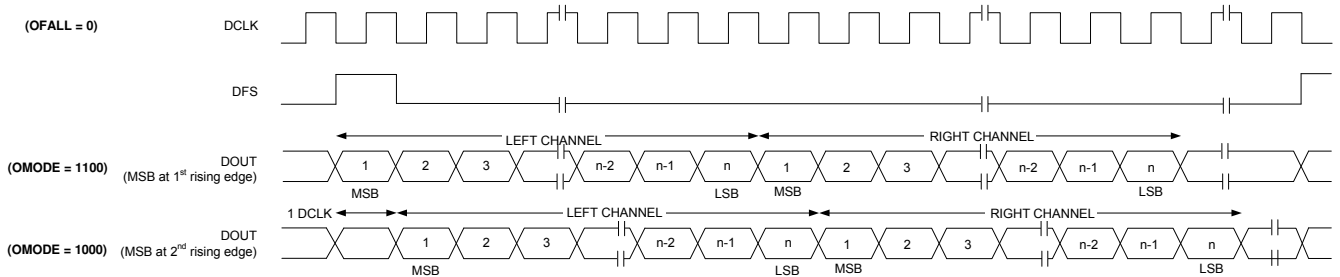 (OFALL = 0) DCLK
DFS
LEFT CHANNEL RIGHT CHANNEL
(OMODE = 1100) DOUT 1 2 3 n-2 n-1 n 1 2 3 n-2 n-1 n
(MSB at 1st rising edge)
MSB LSB MSB LSB
1 DCLK LEFT CHANNEL RIGHT CHANNEL
(OMODE = 1000) DOUT 1 2 3 n-2 n-1 n 1 2 3 n-2 n-1 n
(MSB at 2nd rising edge)
MSB LSB MSB LSB